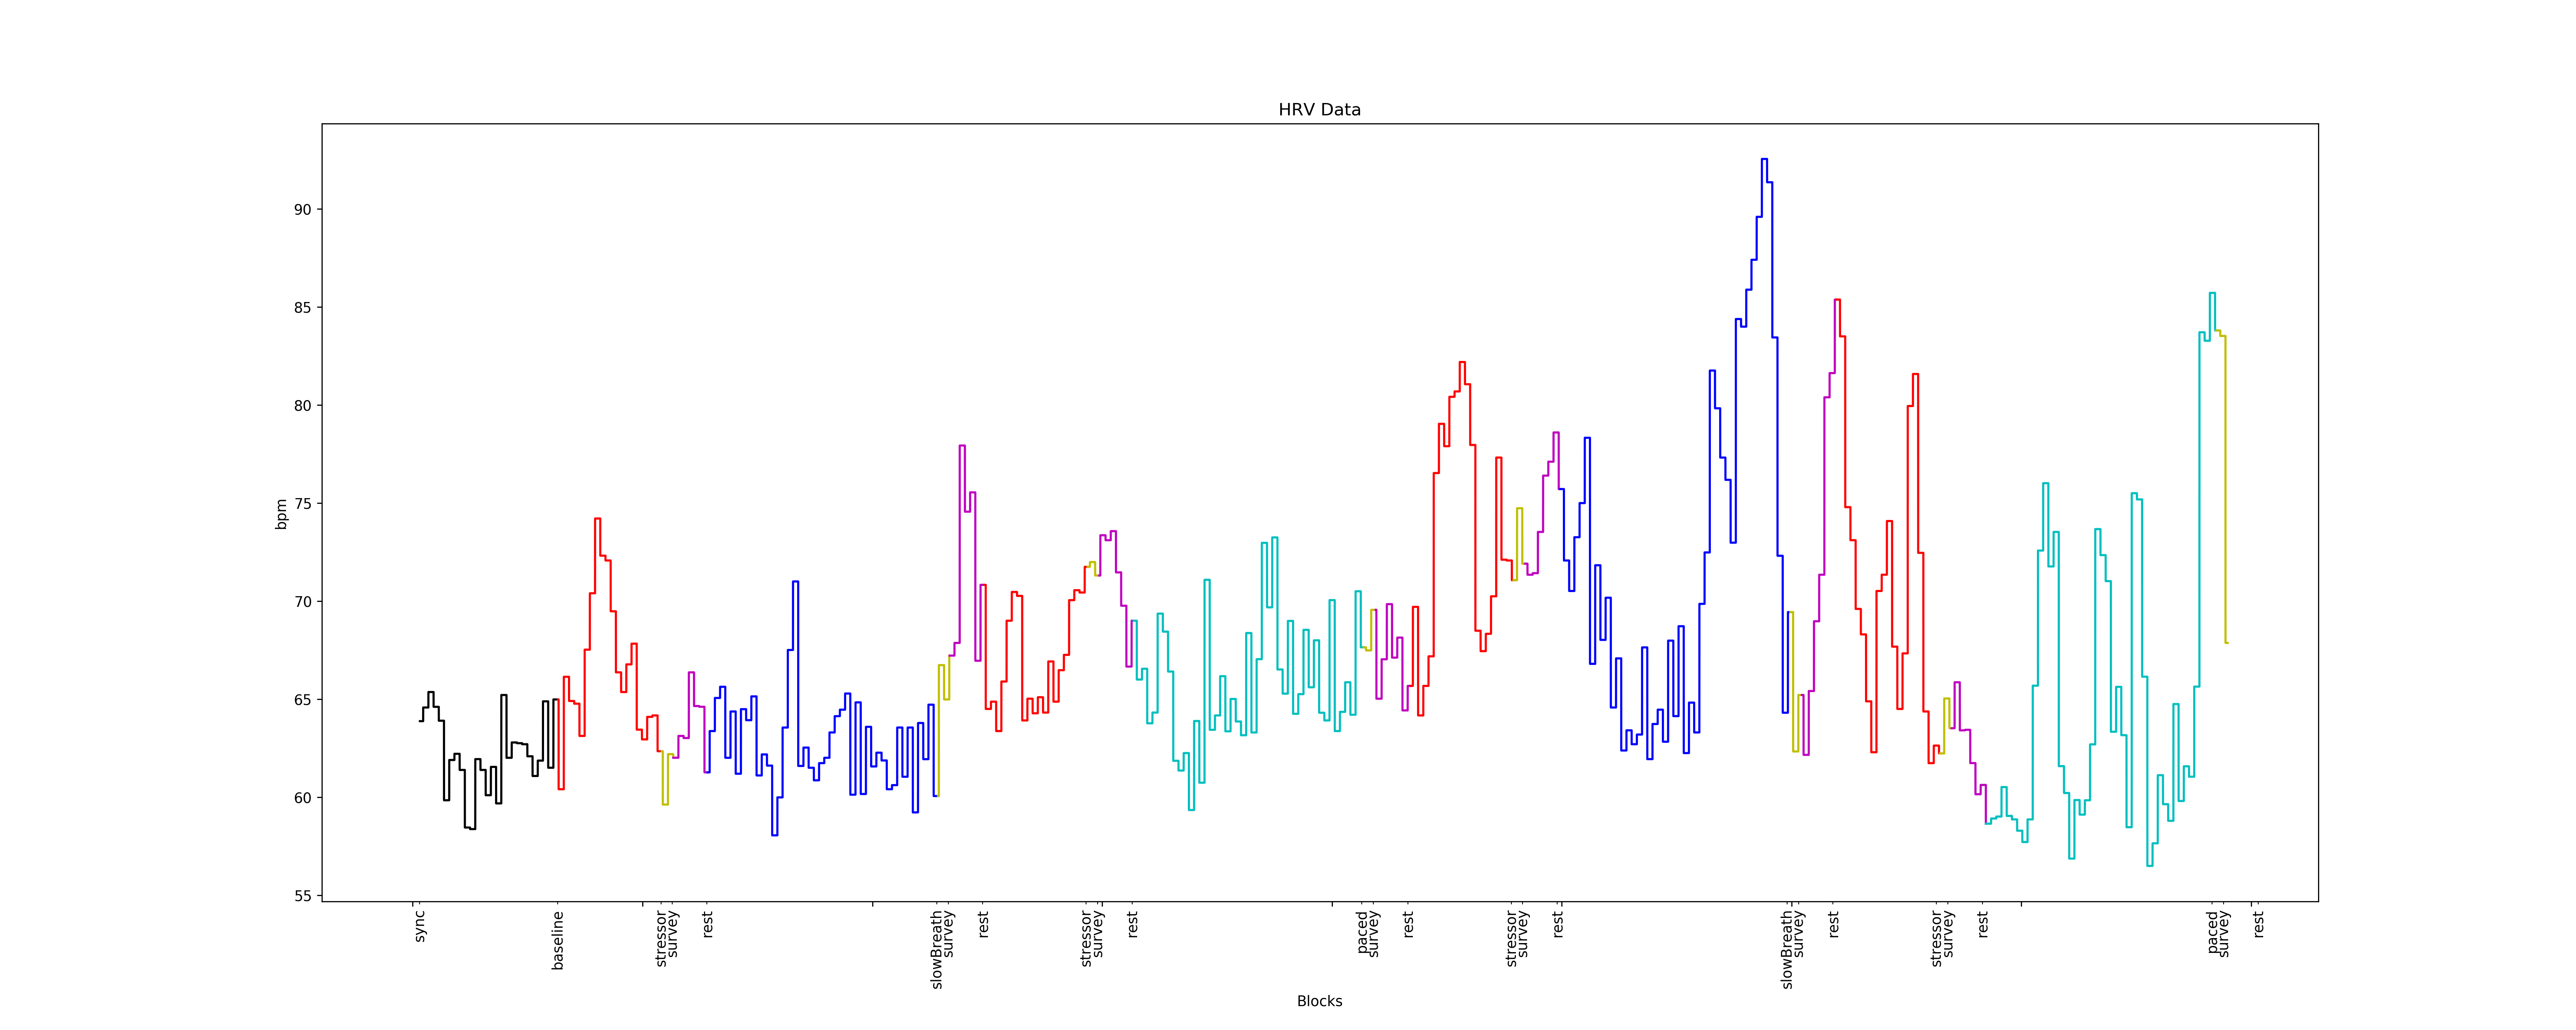 HRV Data
90
85
80
75
70
65
60
55
bpm
sync
baseline
stressor
survey
rest
slowBreath
survey
rest
stressor
survey
rest
paced
survey
rest
stressor
survey
rest
slowBreath
survey
rest
stressor
survey
rest
paced
survey
rest
Blocks